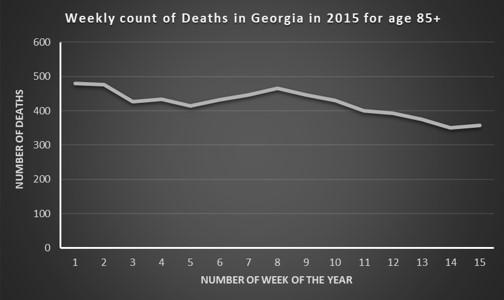 Weekly count of Deaths in Georgia in 2015 for age 85+
600
500
400
300
200
100
0
NUMBER OF DEATHS
1 2 3 4 5 6 7 8 9 10 11 12 13 14 15
NUMBER OF WEEK OF THE YEAR